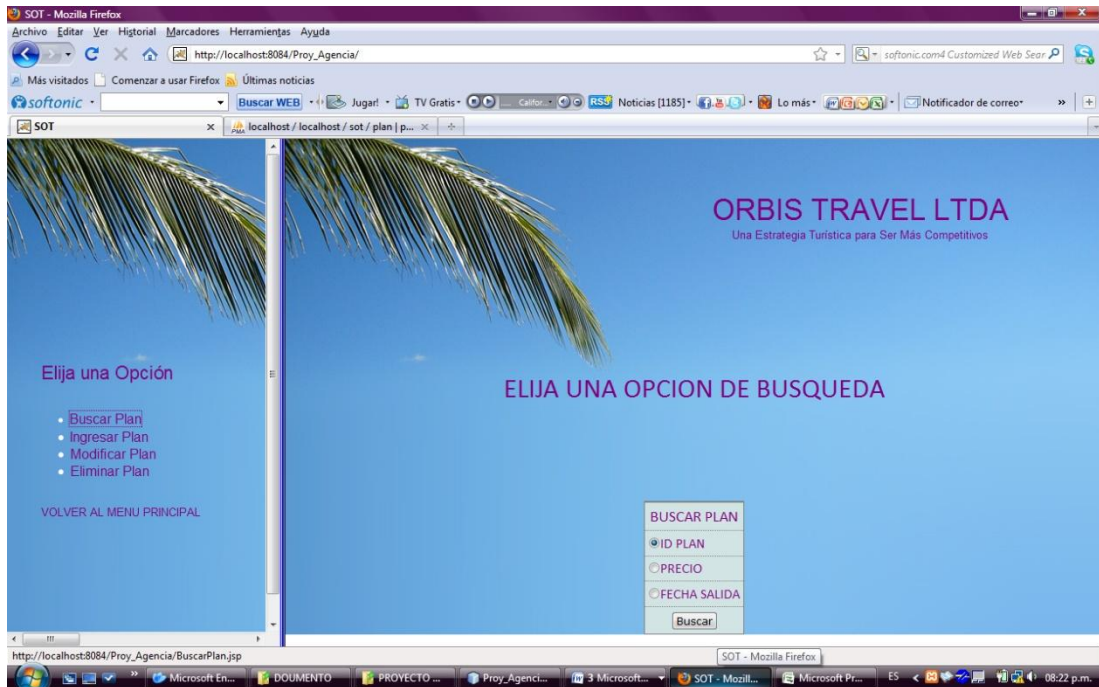 SOT - Mozilla Firefox
Archivo Editar Ver Historial Marcadores Herramientas Ayuda
http://localhost:8084/Proy_Agencia/
softonic.com4 Customized Web Sear
Más visitados Comenzar a usar Firefox Últimas noticias
softonic Buscar WEB Jugar! TV Gratis Califor... RSS Noticias [1185] Lo más Notificador de correo »
SOT localhost / localhost / sot / plan | p...
ORBIS TRAVEL LTDA
Una Estrategia Turística para Ser Más Competitivos
Elija una Opción
ELIJA UNA OPCION DE BUSQUEDA
Buscar Plan
Ingresar Plan
Modificar Plan
Eliminar Plan
VOLVER AL MENU PRINCIPAL
BUSCAR PLAN
ID PLAN
PRECIO
FECHA SALIDA
Buscar
http://localhost:8084/Proy_Agencia/BuscarPlan.jsp
SOT - Mozilla Firefox
» Microsoft En... DOUMENTO PROYECTO ... Proy_Agenci... 3 Microsoft... SOT - Mozill... Microsoft Pr... ES 08:22 p.m.